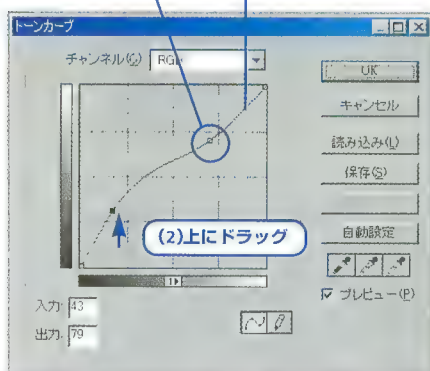 トーンカーブ
チャンネル(C) RGB
OK
キャンセル
読み込み(L)
保存(S)
自動設定
プレビュー(P)
(2)上にドラッグ
入力: 43
出力: 79